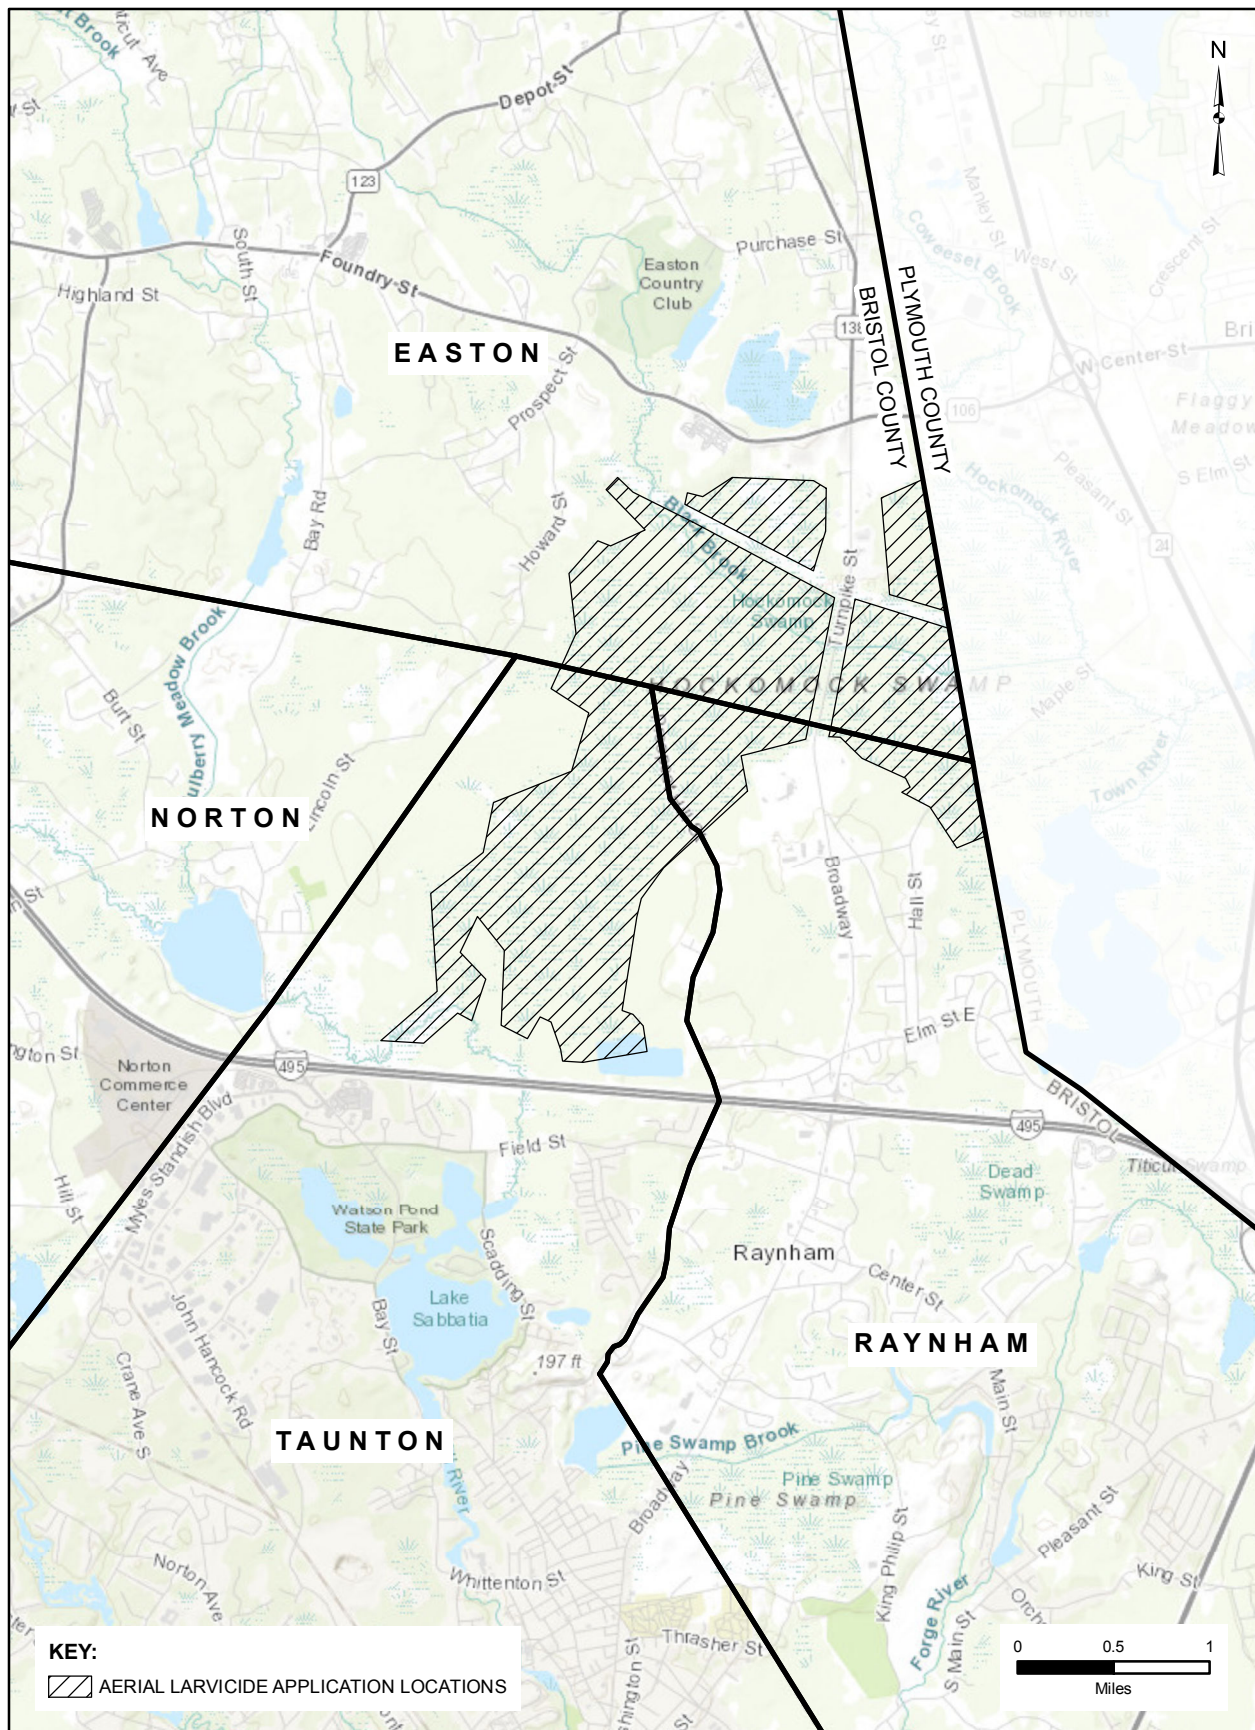 N
Depot St
123
Purchase St
Manley St
West St
Crescent St
Coweeset Brook
South St
Foundry St
Highland St
Easton
Country
Club
138
PLYMOUTH COUNTY
BRISTOL COUNTY
EASTON
Prospect St
W Center St
106
Flaggy
Meadow
S Elm St
Pleasant St
Hockomock River
24
Bay Rd
Howard St
Black Brook
Hockomock
Swamp
Turnpike St
HOCKOMOCK SWAMP
Maple St
Town River
Burt St
Lincoln St
NORTON
Broadway
Hall St
PLYMOUTH
BRISTOL
Elm St E
Norton
Commerce
Center
495
495
Myles Standish Blvd
Hill St
Field St
Dead
Swamp
Titicut Swamp
Watson Pond
State Park
Scadding St
Raynham
Center St
Lake
Sabbatia
Bay St
John Hancock Rd
Crane Ave S
197 ft
RAYNHAM
Main St
TAUNTON
Pine Swamp Brook
Pine Swamp
Pine Swamp
Broadway
King Philip St
Pleasant St
King St
Norton Ave
Whittenton St
Forge River
S Main St
Thrasher St
KEY:
AERIAL LARVICIDE APPLICATION LOCATIONS
0 0.5 1
Miles